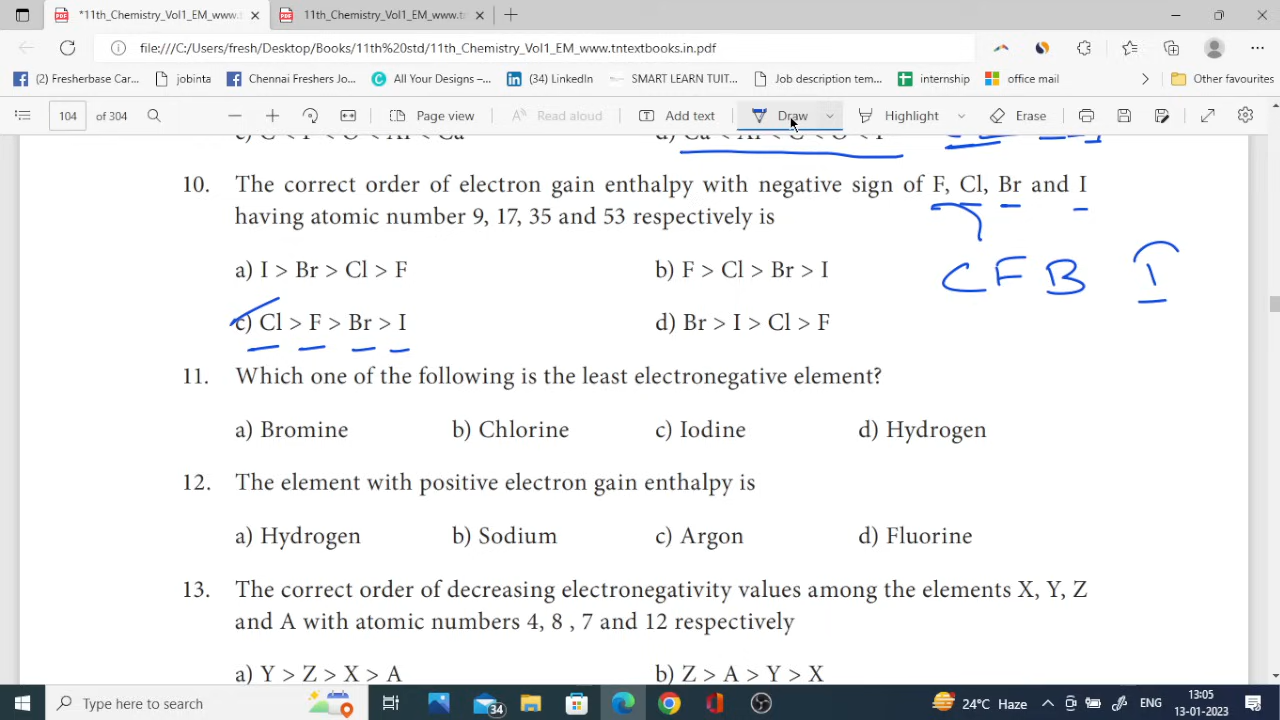 *11th_Chemistry_Vol1_EM_www.
11th_Chemistry_Vol1_EM_www.tn
file:///C:/Users/fresh/Desktop/Books/11th%20std/11th_Chemistry_Vol1_EM_www.tntextbooks.in.pdf
(2) Fresherbase Car... jobinta Chennai Freshers Jo... All Your Designs –... (34) LinkedIn SMART LEARN TUIT... Job description tem... internship office mail Other favourites
104 of 304 Page view Read aloud Add text Draw Highlight Erase
10. The correct order of electron gain enthalpy with negative sign of F, Cl, Br and I
having atomic number 9, 17, 35 and 53 respectively is
a) I > Br > Cl > F b) F > Cl > Br > I
C F B I
c) Cl > F > Br > I d) Br > I > Cl > F
11. Which one of the following is the least electronegative element?
a) Bromine b) Chlorine c) Iodine d) Hydrogen
12. The element with positive electron gain enthalpy is
a) Hydrogen b) Sodium c) Argon d) Fluorine
13. The correct order of decreasing electronegativity values among the elements X, Y, Z
and A with atomic numbers 4, 8 , 7 and 12 respectively
a) Y > Z > X > A b) Z > A > Y > X
Type here to search 34 24°C Haze ENG 13:05
13-01-2023